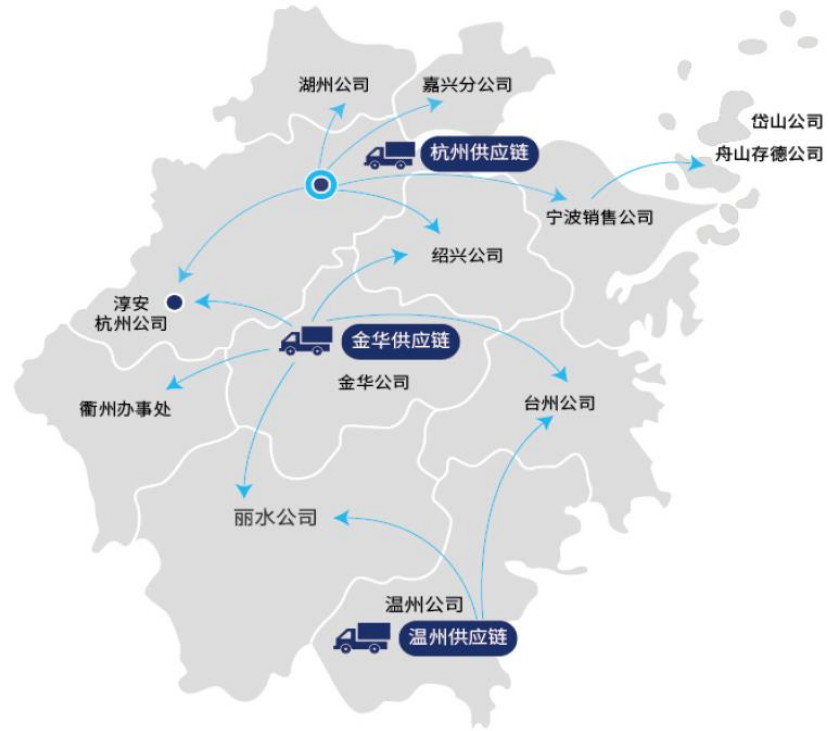 湖州公司
嘉兴分公司
岱山公司
杭州供应链
舟山存德公司
宁波销售公司
绍兴公司
淳安
杭州公司
金华供应链
金华公司
衢州办事处
台州公司
丽水公司
温州公司
温州供应链